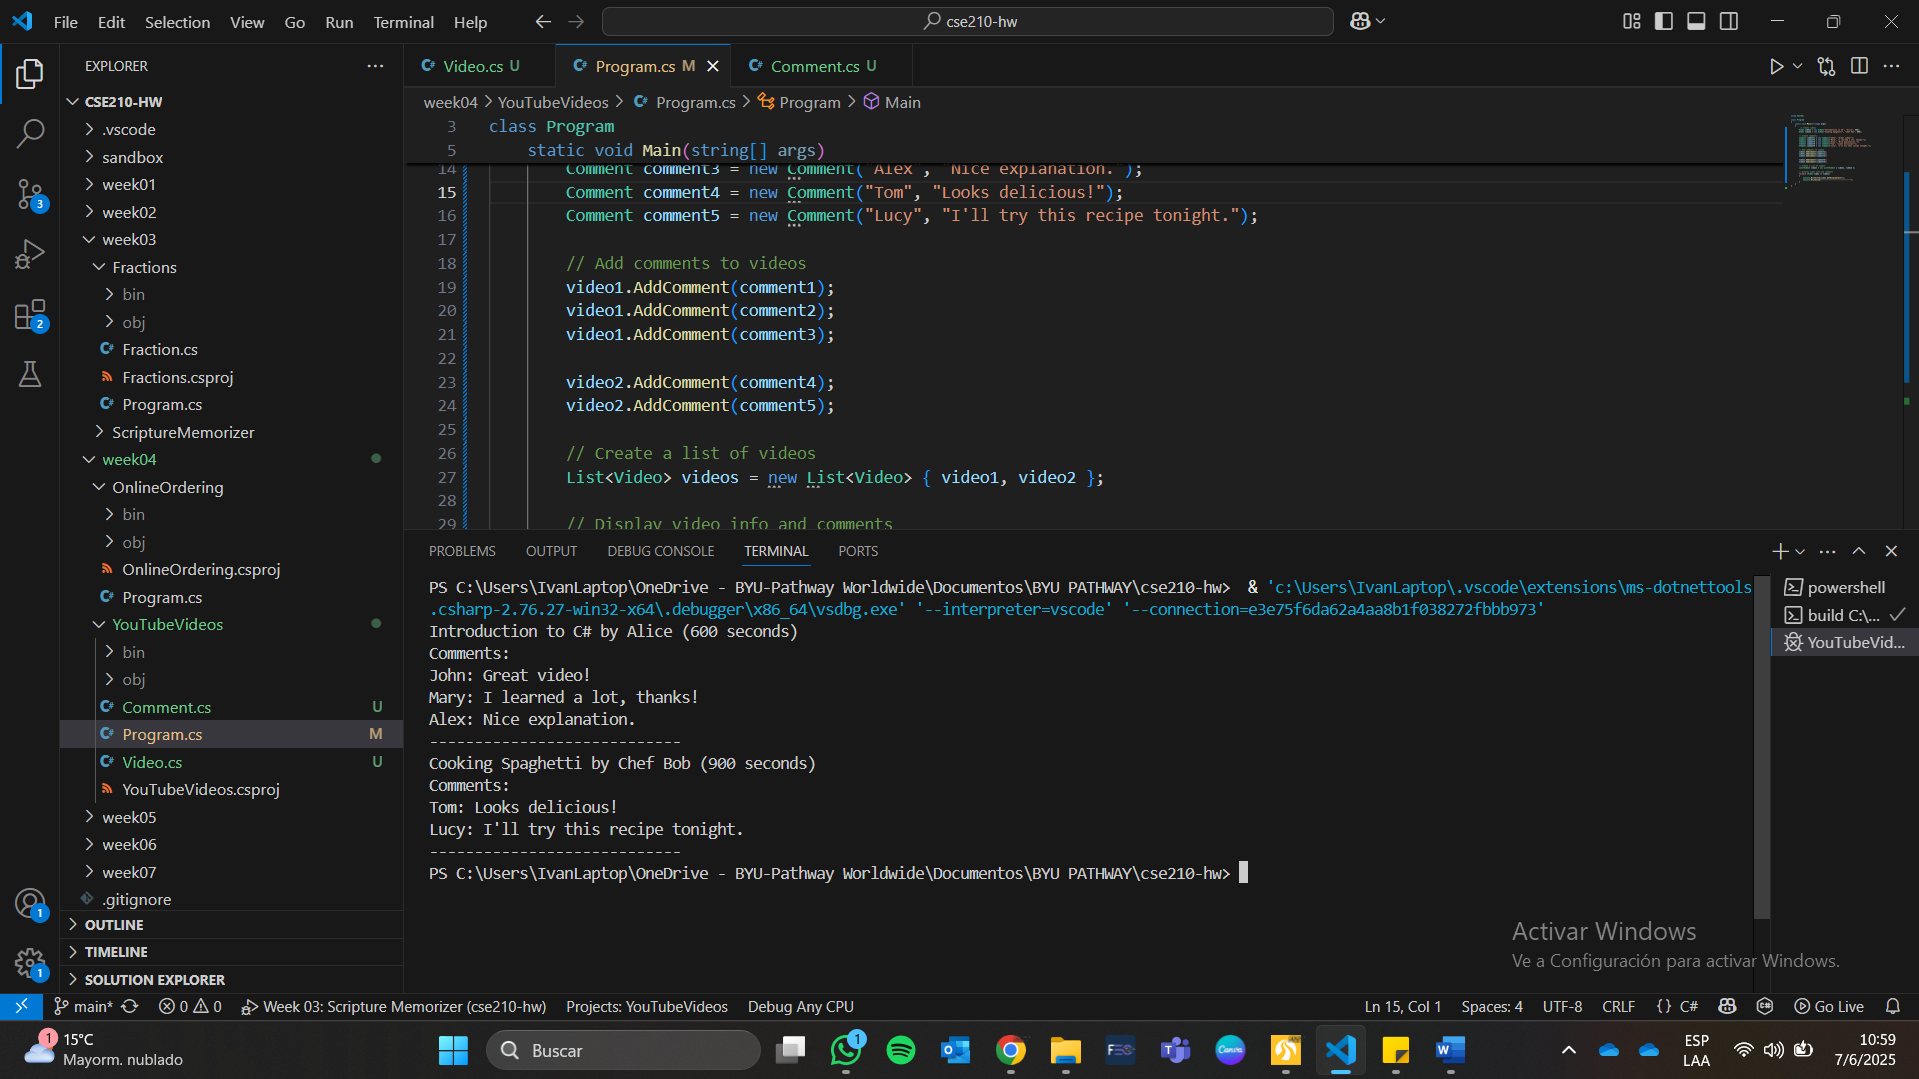 File Edit Selection View Go Run Terminal Help
cse210-hw
EXPLORER
CSE210-HW
.vscode
sandbox
week01
week02
week03
Fractions
bin
obj
Fraction.cs
Fractions.csproj
Program.cs
ScriptureMemorizer
week04
OnlineOrdering
bin
obj
OnlineOrdering.csproj
Program.cs
YouTubeVideos
bin
obj
Comment.cs U
Program.cs M
Video.cs U
YouTubeVideos.csproj
week05
week06
week07
.gitignore
OUTLINE
TIMELINE
SOLUTION EXPLORER
3
2
1
1
Video.cs U Program.cs M Comment.cs U
week04 > YouTubeVideos > Program.cs > Program > Main
3 class Program
5 static void Main(string[] args)
14 Comment comment3 = new Comment("Alex", "Nice explanation.");
15 Comment comment4 = new Comment("Tom", "Looks delicious!");
16 Comment comment5 = new Comment("Lucy", "I'll try this recipe tonight.");
17
18 // Add comments to videos
19 video1.AddComment(comment1);
20 video1.AddComment(comment2);
21 video1.AddComment(comment3);
22
23 video2.AddComment(comment4);
24 video2.AddComment(comment5);
25
26 // Create a list of videos
27 List<Video> videos = new List<Video> { video1, video2 };
28
29 // Display video info and comments
PROBLEMS OUTPUT DEBUG CONSOLE TERMINAL PORTS
PS C:\Users\IvanLaptop\OneDrive - BYU-Pathway Worldwide\Documentos\BYU PATHWAY\cse210-hw>  & 'c:\Users\IvanLaptop\.vscode\extensions\ms-dotnettools
.csharp-2.76.27-win32-x64\.debugger\x86_64\vsdbg.exe' '--interpreter=vscode' '--connection=e3e75f6da62a4aa8b1f038272fbbb973'
Introduction to C# by Alice (600 seconds)
Comments:
John: Great video!
Mary: I learned a lot, thanks!
Alex: Nice explanation.
----------------------------
Cooking Spaghetti by Chef Bob (900 seconds)
Comments:
Tom: Looks delicious!
Lucy: I'll try this recipe tonight.
----------------------------
PS C:\Users\IvanLaptop\OneDrive - BYU-Pathway Worldwide\Documentos\BYU PATHWAY\cse210-hw>
powershell
build C:\...
YouTubeVid...
Activar Windows
Ve a Configuración para activar Windows.
main* 0 0 Week 03: Scripture Memorizer (cse210-hw) Projects: YouTubeVideos Debug Any CPU
Ln 15, Col 1 Spaces: 4 UTF-8 CRLF {} C# Go Live
1 15°C
Mayorm. nublado
Buscar
1
Canva
ESP
LAA
10:59
7/6/2025